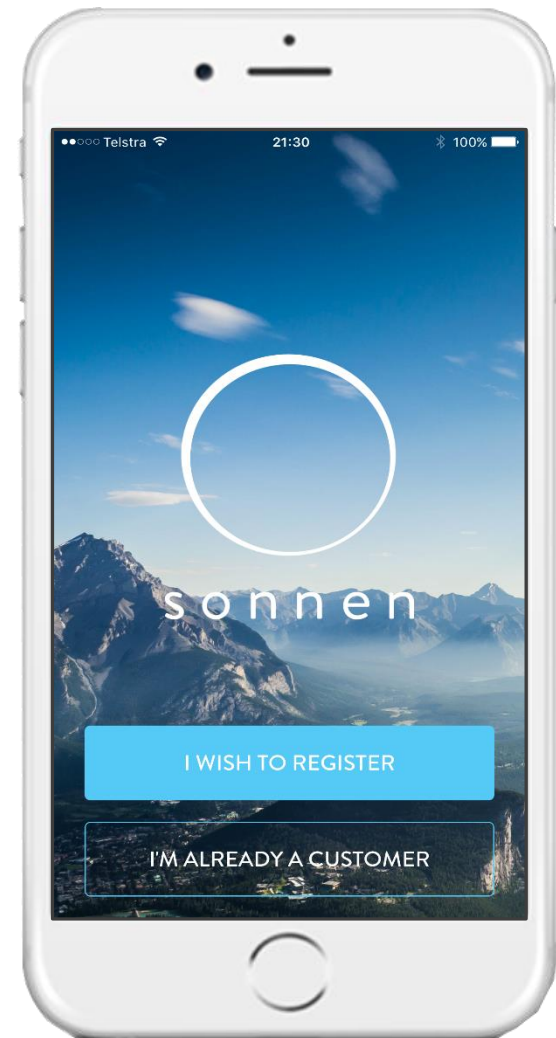 Telstra 21:30 100%
sonnen
I WISH TO REGISTER
I'M ALREADY A CUSTOMER